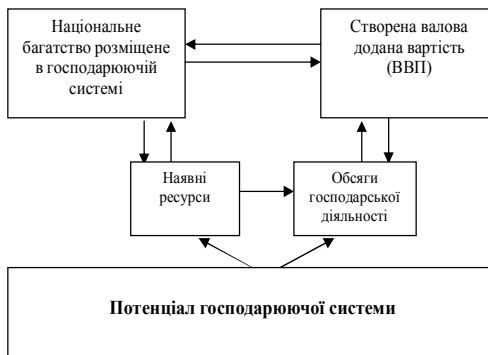 Національне
багатство розміщене
в господарюючій
системі
Створена валова
додана вартість
(ВВП)
Наявні
ресурси
Обсяги
господарської
діяльності
Потенціал господарюючої системи